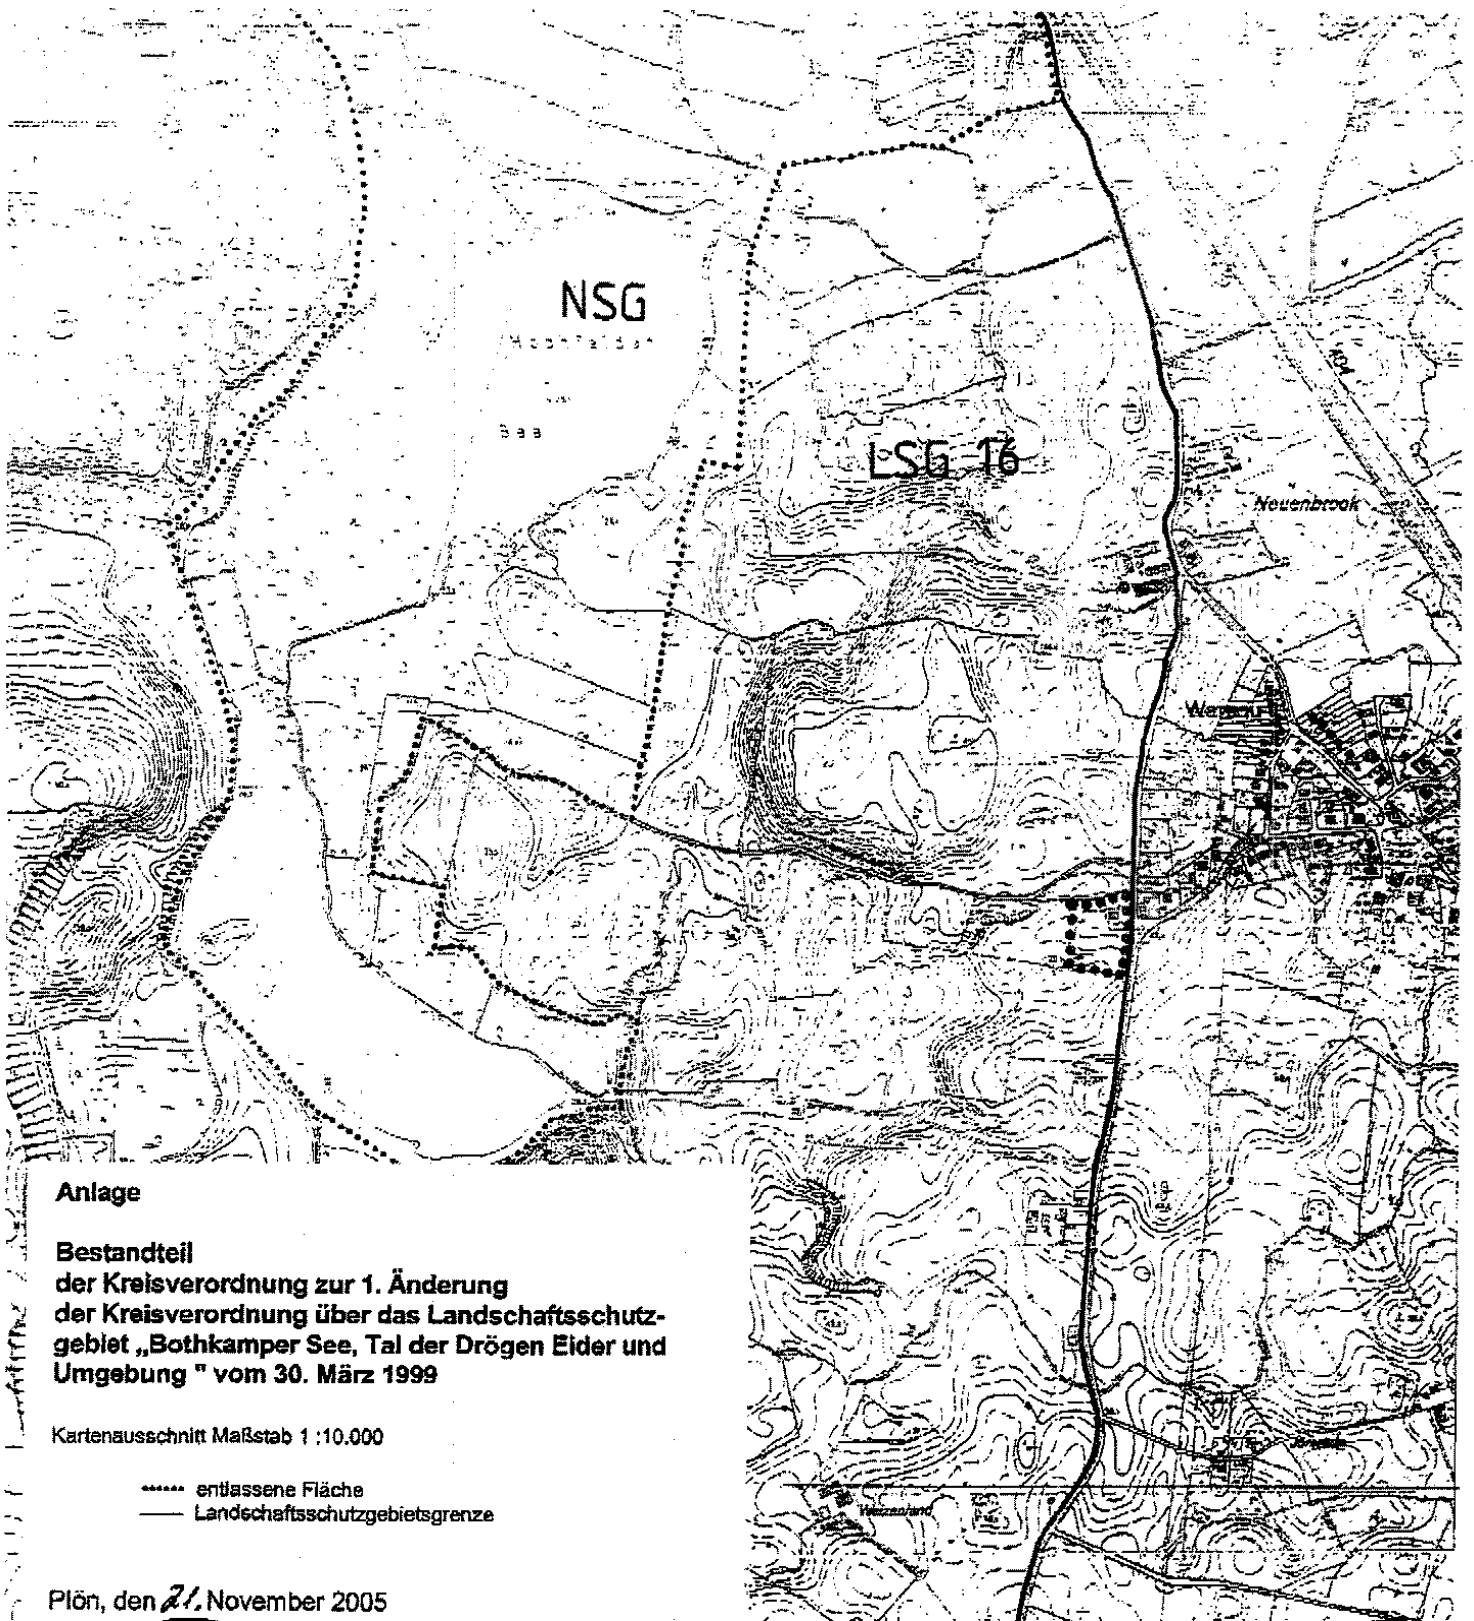 NSG
LSG 16
404
Neuenbrook
Anlage
Bestandteil
der Kreisverordnung zur 1. Änderung
der Kreisverordnung über das Landschaftsschutz-
gebiet „Bothkamper See, Tal der Drögen Eider und
Umgebung " vom 30. März 1999
Kartenausschnitt Maßstab 1 :10.000
entlassene Fläche
Landschaftsschutzgebietsgrenze
Weizenland
Plön, den 21. November 2005